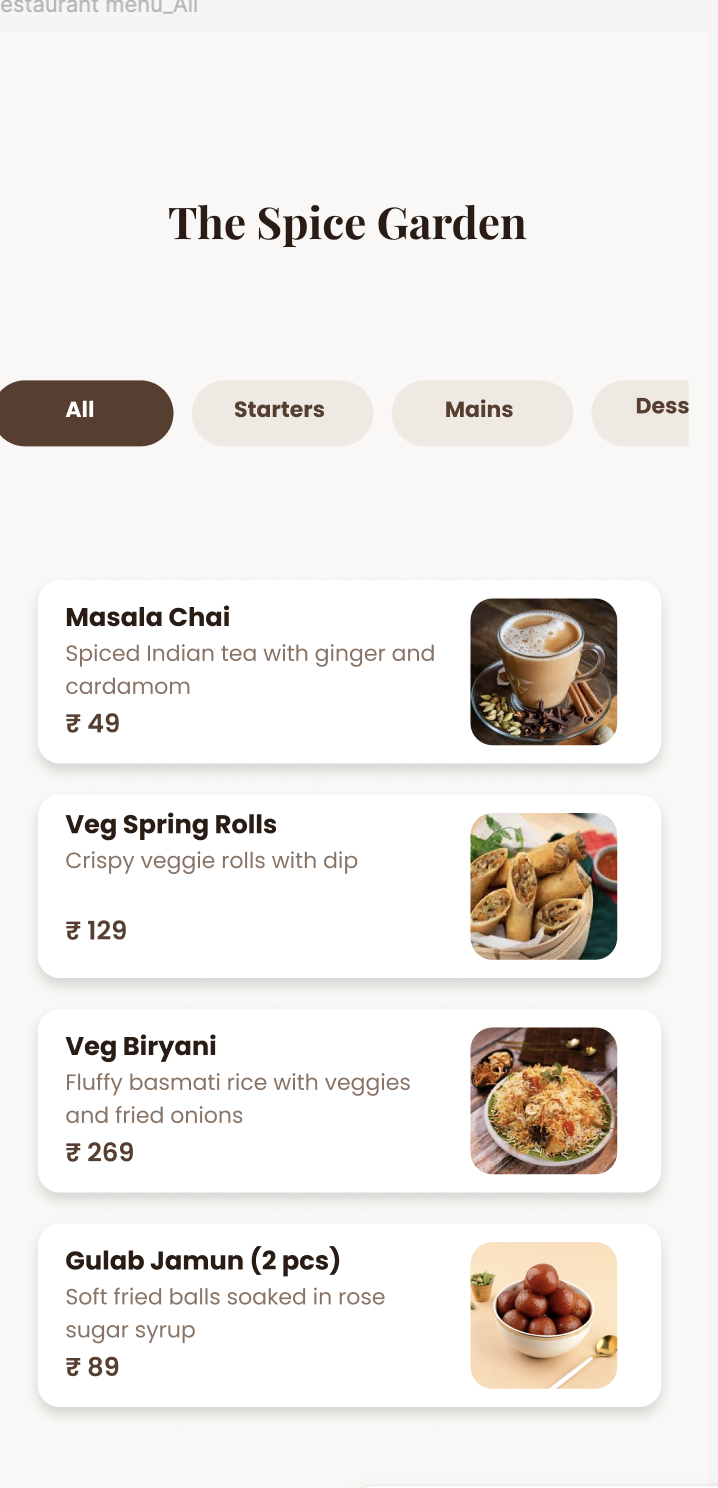 estaurant menu_All
The Spice Garden
All
Starters
Mains
Dess
Masala Chai
Spiced Indian tea with ginger and
cardamom
₹ 49
Veg Spring Rolls
Crispy veggie rolls with dip
₹ 129
Veg Biryani
Fluffy basmati rice with veggies
and fried onions
₹ 269
Gulab Jamun (2 pcs)
Soft fried balls soaked in rose
sugar syrup
₹ 89